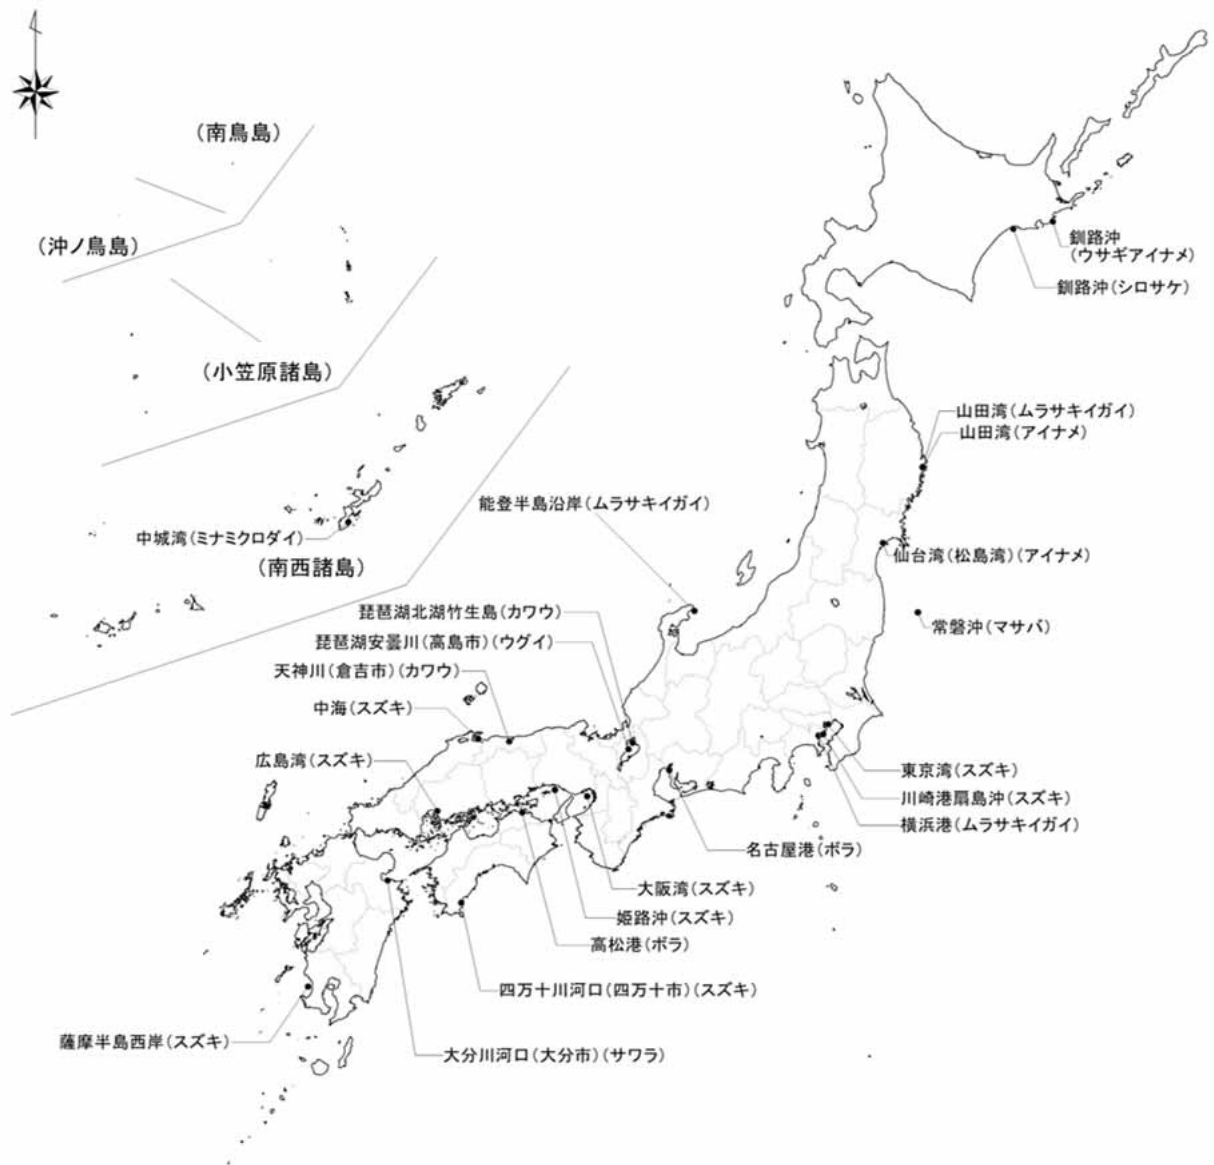 (南鳥島)
(沖ノ鳥島)
釧路沖
(ウサギアイナメ)
釧路沖(シロサケ)
(小笠原諸島)
山田湾(ムラサキイガイ)
山田湾(アイナメ)
能登半島沿岸(ムラサキイガイ)
中城湾(ミナミクロダイ)
仙台湾(松島湾)(アイナメ)
(南西諸島)
琵琶湖北湖竹生島(カワウ)
常磐沖(マサバ)
琵琶湖安曇川(高島市)(ウグイ)
天神川(倉吉市)(カワウ)
中海(スズキ)
広島湾(スズキ)
東京湾(スズキ)
川崎港扇島沖(スズキ)
横浜港(ムラサキイガイ)
名古屋港(ボラ)
大阪湾(スズキ)
姫路沖(スズキ)
高松港(ボラ)
四万十川河口(四万十市)(スズキ)
薩摩半島西岸(スズキ)
大分川河口(大分市)(サワラ)